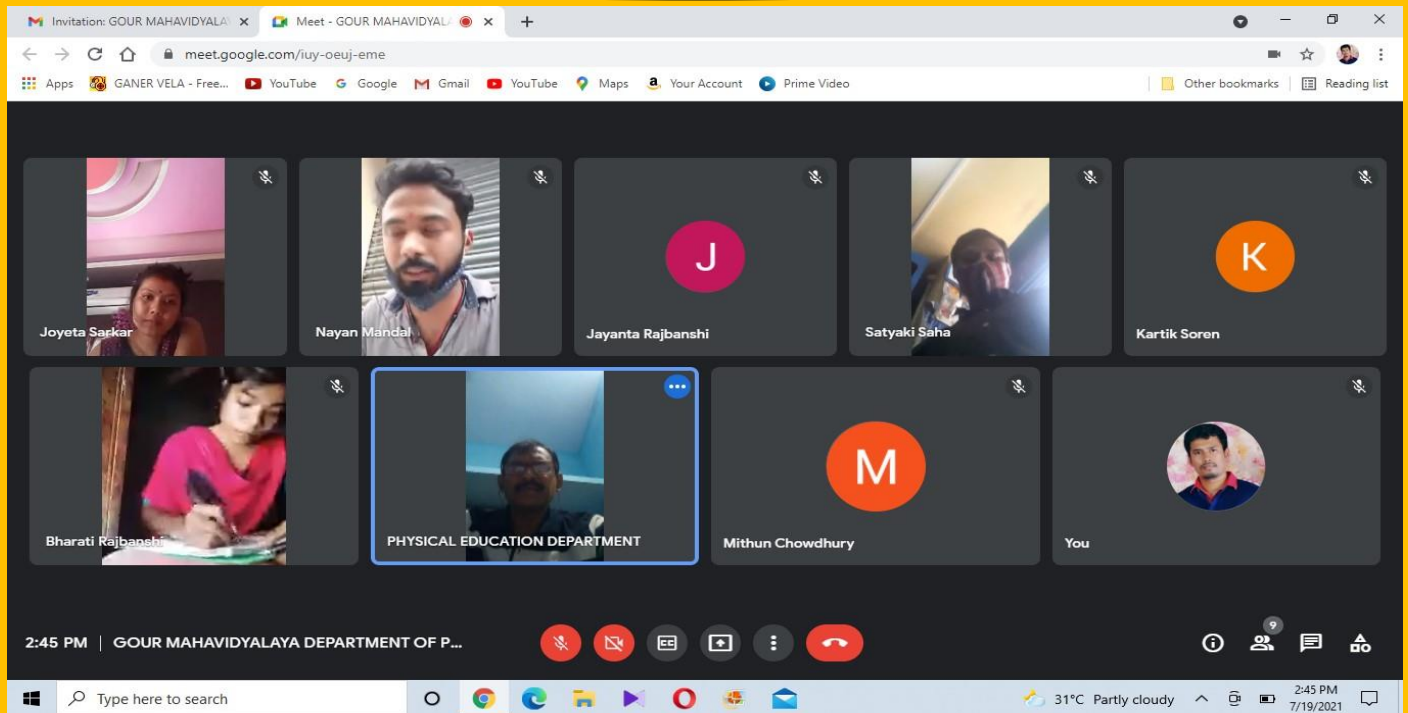 Invitation: GOUR MAHAVIDYALA
Meet - GOUR MAHAVIDYAL
meet.google.com/iuy-oeuj-eme
Apps GANER VELA - Free... YouTube Google Gmail YouTube Maps Your Account Prime Video Other bookmarks Reading list
Joyeta Sarkar
Nayan Mandal
J
Jayanta Rajbanshi
Satyaki Saha
K
Kartik Soren
Bharati Rajbanshi
PHYSICAL EDUCATION DEPARTMENT
M
Mithun Chowdhury
You
2:45 PM | GOUR MAHAVIDYALAYA DEPARTMENT OF P...
CC
9
Type here to search
31°C Partly cloudy
2:45 PM
7/19/2021